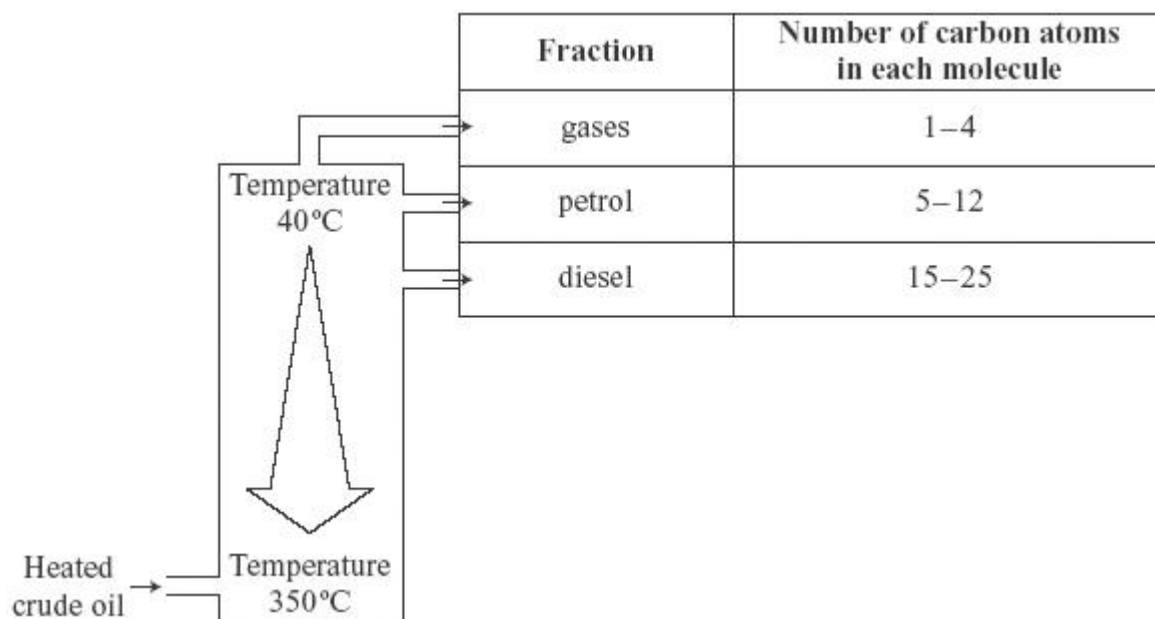 Fraction
Number of carbon atoms
in each molecule
gases
1–4
petrol
5–12
diesel
15–25
Temperature
40°C
Temperature
350°C
Heated
crude oil